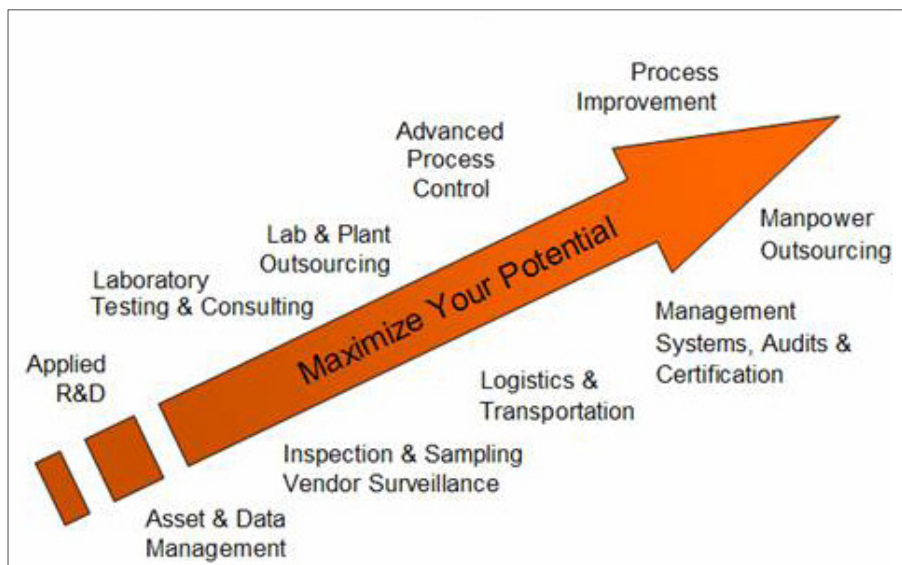 Process
Improvement
Advanced
Process
Control
Manpower
Outsourcing
Lab & Plant
Outsourcing
Maximize Your Potential
Laboratory
Testing & Consulting
Management
Systems, Audits &
Certification
Applied
R&D
Logistics &
Transportation
Inspection & Sampling
Vendor Surveillance
Asset & Data
Management